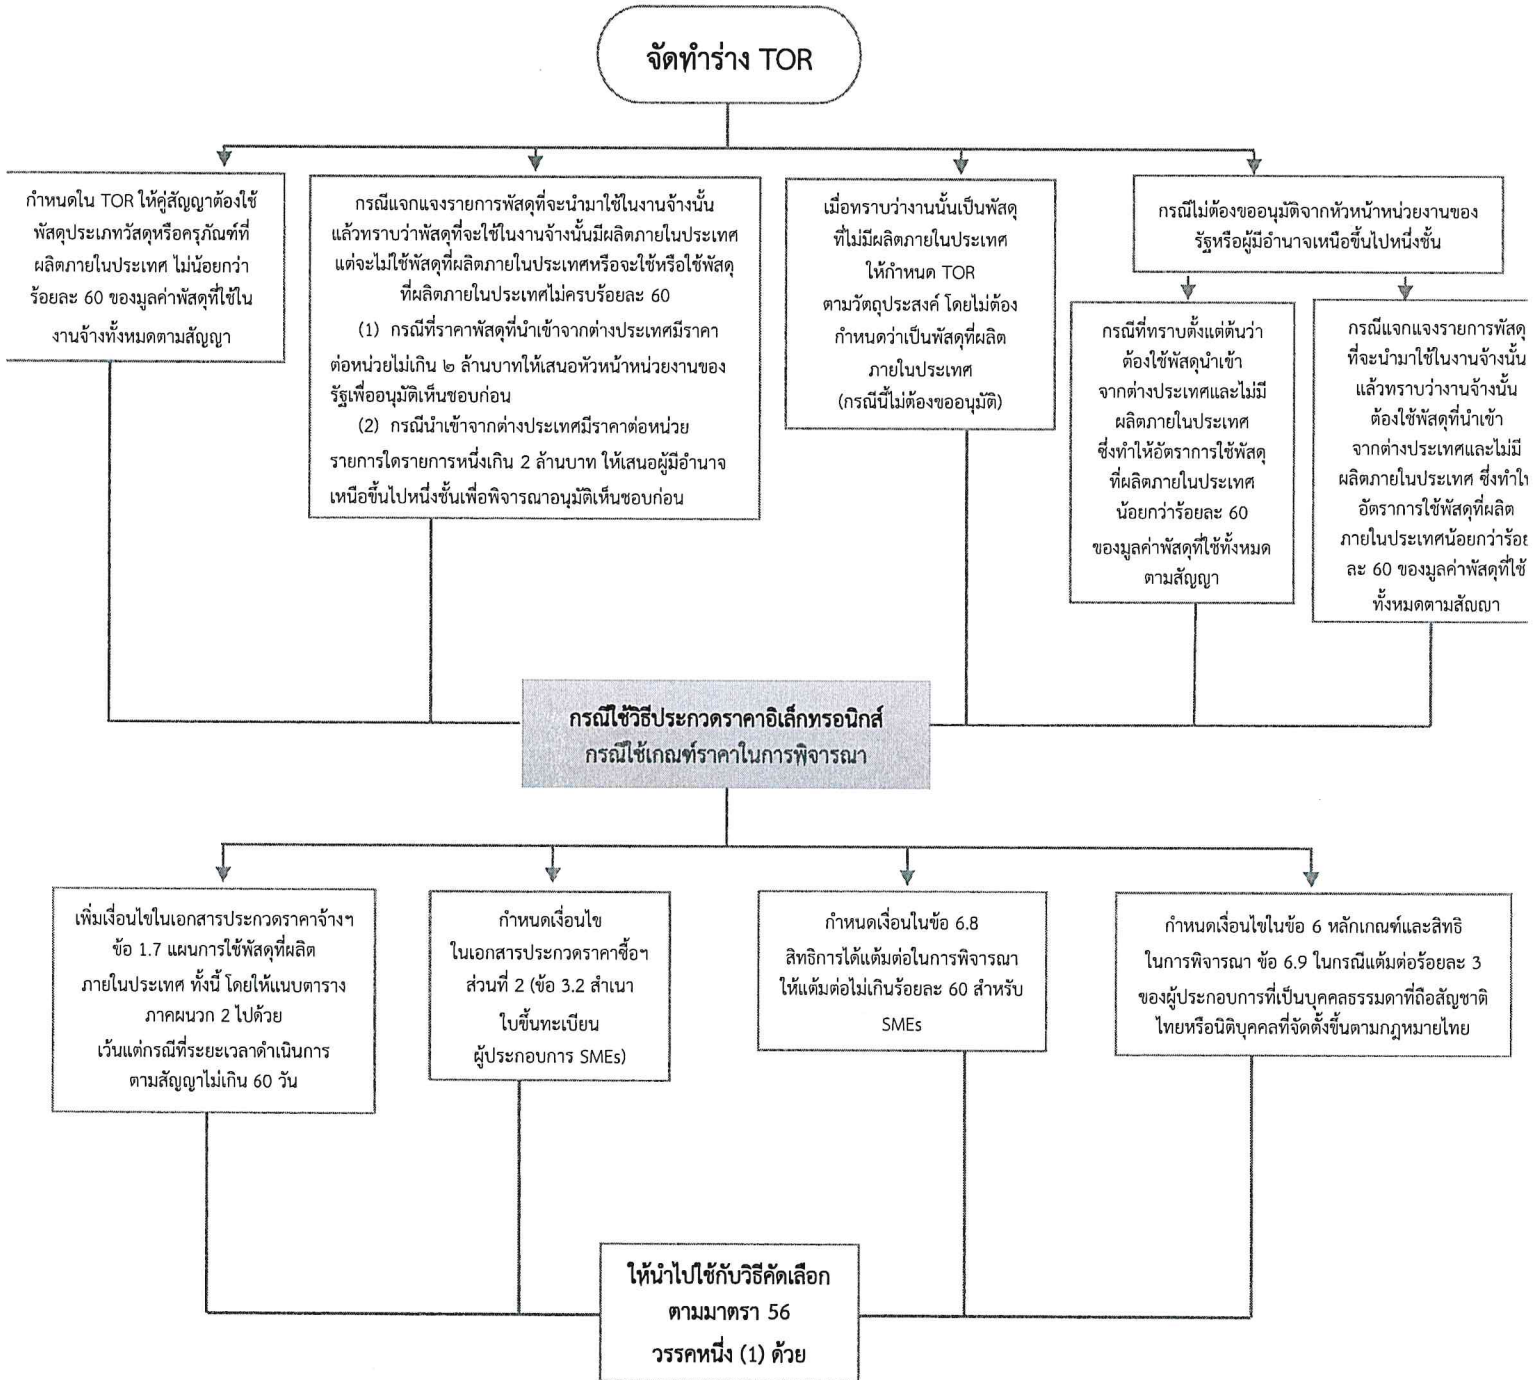 จัดทำร่าง TOR
กำหนดใน TOR ให้คู่สัญญาต้องใช้
พัสดุประเภทวัสดุหรือครุภัณฑ์ที่
ผลิตภายในประเทศ ไม่น้อยกว่า
ร้อยละ 60 ของมูลค่าพัสดุที่ใช้ใน
งานจ้างทั้งหมดตามสัญญา
กรณีแจกแจงรายการพัสดุที่จะนำมาใช้ในงานจ้างนั้น
แล้วทราบว่าพัสดุที่จะใช้ในงานจ้างนั้นมีผลิตภายในประเทศ
แต่จะไม่ใช้พัสดุที่ผลิตภายในประเทศหรือจะใช้หรือใช้พัสดุ
ที่ผลิตภายในประเทศไม่ครบร้อยละ 60
(1) กรณีที่ราคาพัสดุที่นำเข้าจากต่างประเทศมีราคา
ต่อหน่วยไม่เกิน ๒ ล้านบาทให้เสนอหัวหน้าหน่วยงานของ
รัฐเพื่ออนุมัติเห็นชอบก่อน
(2) กรณีนำเข้าจากต่างประเทศมีราคาต่อหน่วย
รายการใดรายการหนึ่งเกิน 2 ล้านบาท ให้เสนอผู้มีอำนาจ
เหนือขึ้นไปหนึ่งชั้นเพื่อพิจารณาอนุมัติเห็นชอบก่อน
เมื่อทราบว่างานนั้นเป็นพัสดุ
ที่ไม่มีผลิตภายในประเทศ
ให้กำหนด TOR
ตามวัตถุประสงค์ โดยไม่ต้อง
กำหนดว่าเป็นพัสดุที่ผลิต
ภายในประเทศ
(กรณีนี้ไม่ต้องขออนุมัติ)
กรณีไม่ต้องขออนุมัติจากหัวหน้าหน่วยงานของ
รัฐหรือผู้มีอำนาจเหนือขึ้นไปหนึ่งชั้น
กรณีที่ทราบตั้งแต่ต้นว่า
ต้องใช้พัสดุนำเข้า
จากต่างประเทศและไม่มี
ผลิตภายในประเทศ
ซึ่งทำให้อัตราการใช้พัสดุ
ที่ผลิตภายในประเทศ
น้อยกว่าร้อยละ 60
ของมูลค่าพัสดุที่ใช้ทั้งหมด
ตามสัญญา
กรณีแจกแจงรายการพัสดุ
ที่จะนำมาใช้ในงานจ้างนั้น
แล้วทราบว่างานจ้างนั้น
ต้องใช้พัสดุที่นำเข้า
จากต่างประเทศและไม่มี
ผลิตภายในประเทศ ซึ่งทำให้
อัตราการใช้พัสดุที่ผลิต
ภายในประเทศน้อยกว่าร้อย
ละ 60 ของมูลค่าพัสดุที่ใช้
ทั้งหมดตามสัญญา
กรณีใช้วิธีประกวดราคาอิเล็กทรอนิกส์
กรณีใช้เกณฑ์ราคาในการพิจารณา
เพิ่มเงื่อนไขในเอกสารประกวดราคาจ้างฯ
ข้อ 1.7 แผนการใช้พัสดุที่ผลิต
ภายในประเทศ ทั้งนี้ โดยให้แนบตาราง
ภาคผนวก 2 ไปด้วย
เว้นแต่กรณีที่ระยะเวลาดำเนินการ
ตามสัญญาไม่เกิน 60 วัน
กำหนดเงื่อนไข
ในเอกสารประกวดราคาซื้อฯ
ส่วนที่ 2 (ข้อ 3.2 สำเนา
ใบขึ้นทะเบียน
ผู้ประกอบการ SMEs)
กำหนดเงื่อนในข้อ 6.8
สิทธิการได้แต้มต่อในการพิจารณา
ให้แต้มต่อไม่เกินร้อยละ 60 สำหรับ
SMEs
กำหนดเงื่อนไขในข้อ 6 หลักเกณฑ์และสิทธิ
ในการพิจารณา ข้อ 6.9 ในกรณีแต้มต่อร้อยละ 3
ของผู้ประกอบการที่เป็นบุคคลธรรมดาที่ถือสัญชาติ
ไทยหรือนิติบุคคลที่จัดตั้งขึ้นตามกฎหมายไทย
ให้นำไปใช้กับวิธีคัดเลือก
ตามมาตรา 56
วรรคหนึ่ง (1) ด้วย